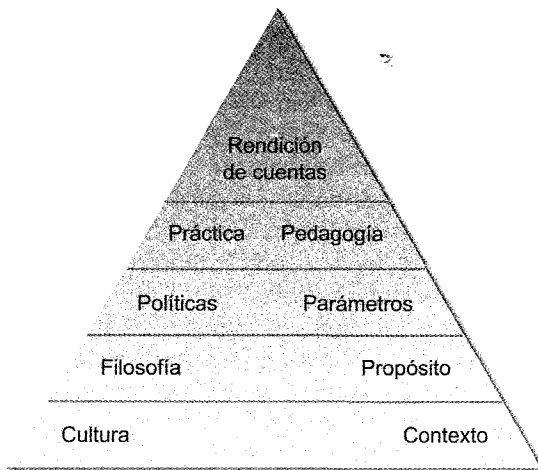 Rendición
de cuentas
Práctica Pedagogía
Políticas Parámetros
Filosofía Propósito
Cultura Contexto